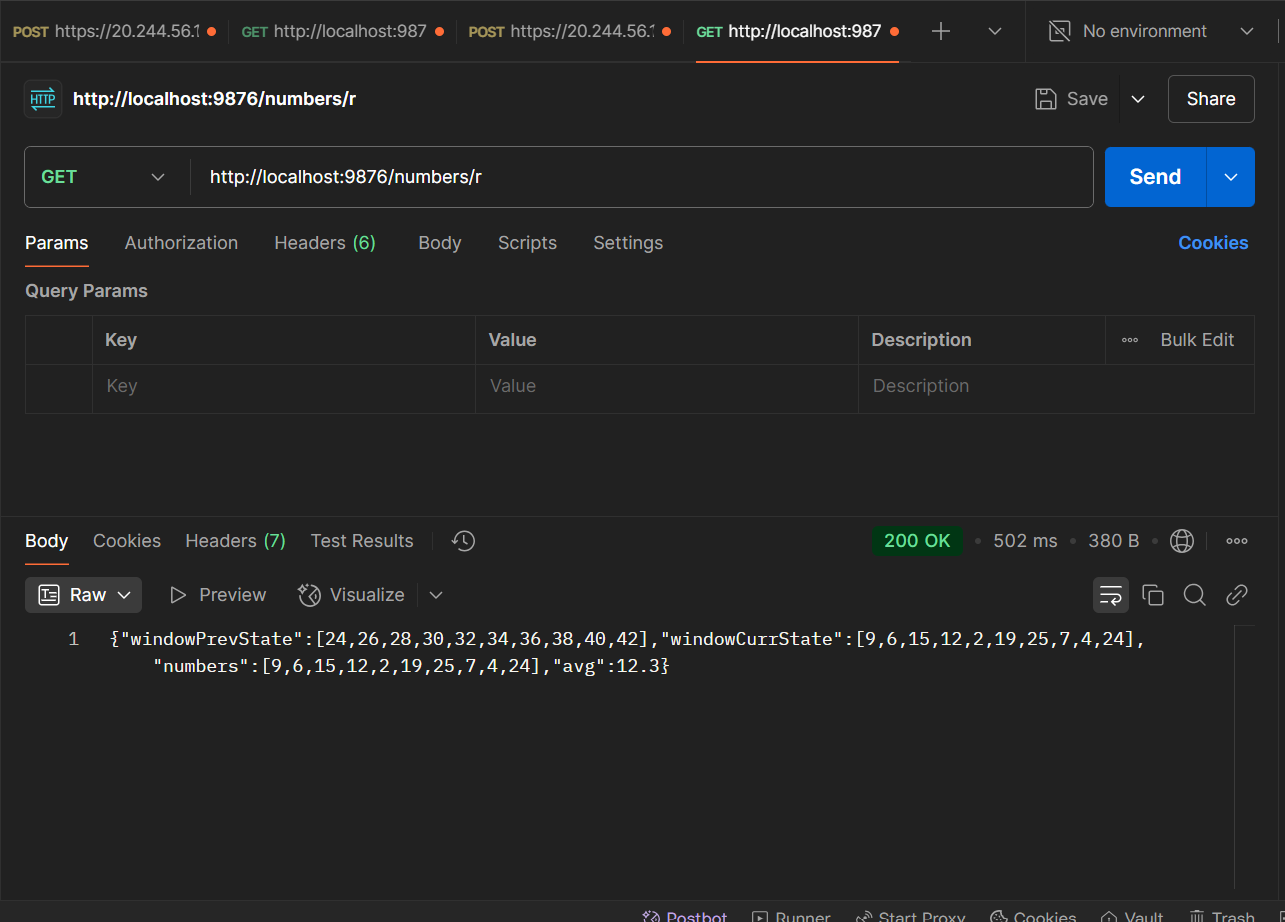 POST https://20.244.56.1 GET http://localhost:987 POST https://20.244.56.1 GET http://localhost:987 No environment
HTTP http://localhost:9876/numbers/r Save Share
GET http://localhost:9876/numbers/r Send
Params Authorization Headers (6) Body Scripts Settings Cookies
Query Params
Key Value Description Bulk Edit
Key Value Description
Body Cookies Headers (7) Test Results 200 OK • 502 ms • 380 B •
Raw Preview Visualize
1 {"windowPrevState":[24,26,28,30,32,34,36,38,40,42],"windowCurrState":[9,6,15,12,2,19,25,7,4,24],
"numbers":[9,6,15,12,2,19,25,7,4,24],"avg":12.3}
Postbot Runner Start Proxy Cookies Vault Trash